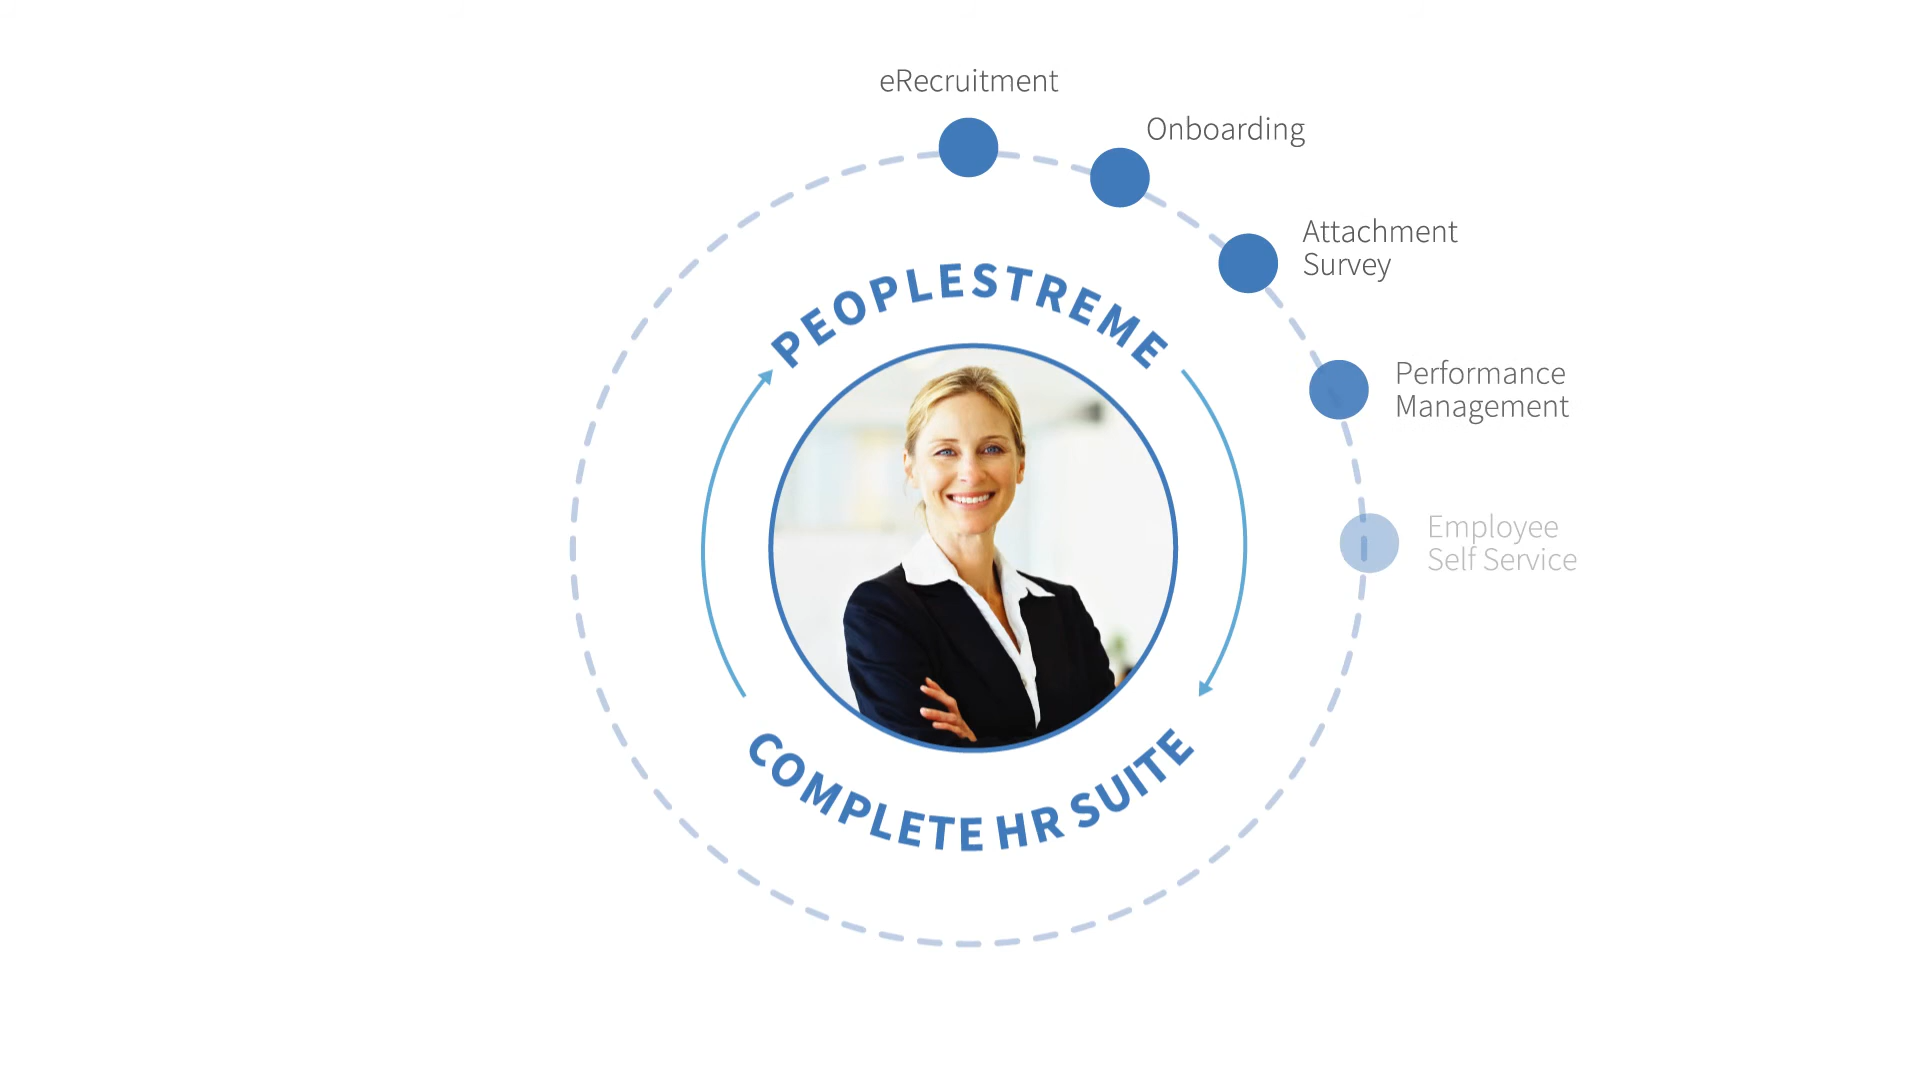 eRecruitment
Onboarding
Attachment
Survey
PEOPLESTREME
Performance
Management
Employee
Self Service
COMPLETE HR SUITE